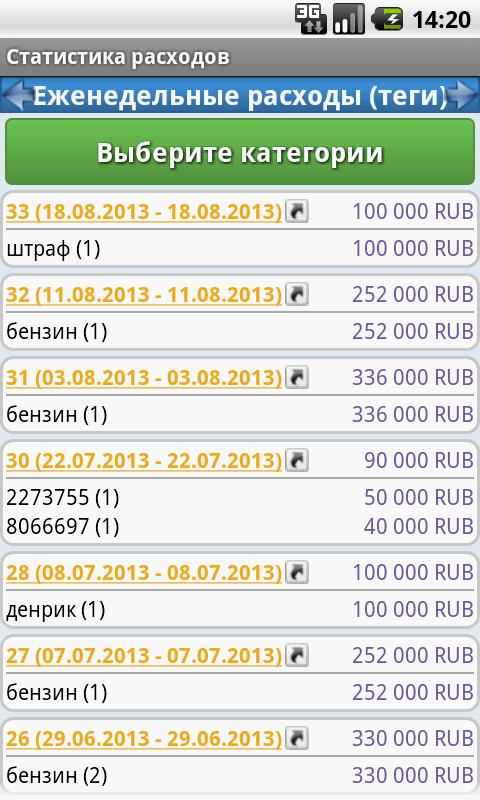 3G 14:20
Статистика расходов
Еженедельные расходы (теги)
Выберите категории
33 (18.08.2013 - 18.08.2013) 100 000 RUB
штраф (1) 100 000 RUB
32 (11.08.2013 - 11.08.2013) 252 000 RUB
бензин (1) 252 000 RUB
31 (03.08.2013 - 03.08.2013) 336 000 RUB
бензин (1) 336 000 RUB
30 (22.07.2013 - 22.07.2013) 90 000 RUB
2273755 (1) 50 000 RUB
8066697 (1) 40 000 RUB
28 (08.07.2013 - 08.07.2013) 100 000 RUB
денрик (1) 100 000 RUB
27 (07.07.2013 - 07.07.2013) 252 000 RUB
бензин (1) 252 000 RUB
26 (29.06.2013 - 29.06.2013) 330 000 RUB
бензин (2) 330 000 RUB